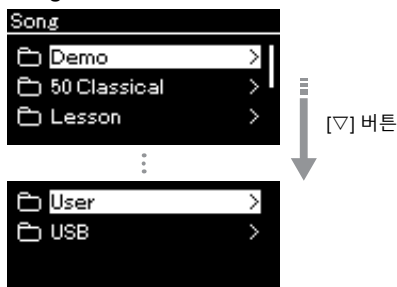 Song
Demo >
50 Classical >
Lesson >
[▽] 버튼
User >
USB >